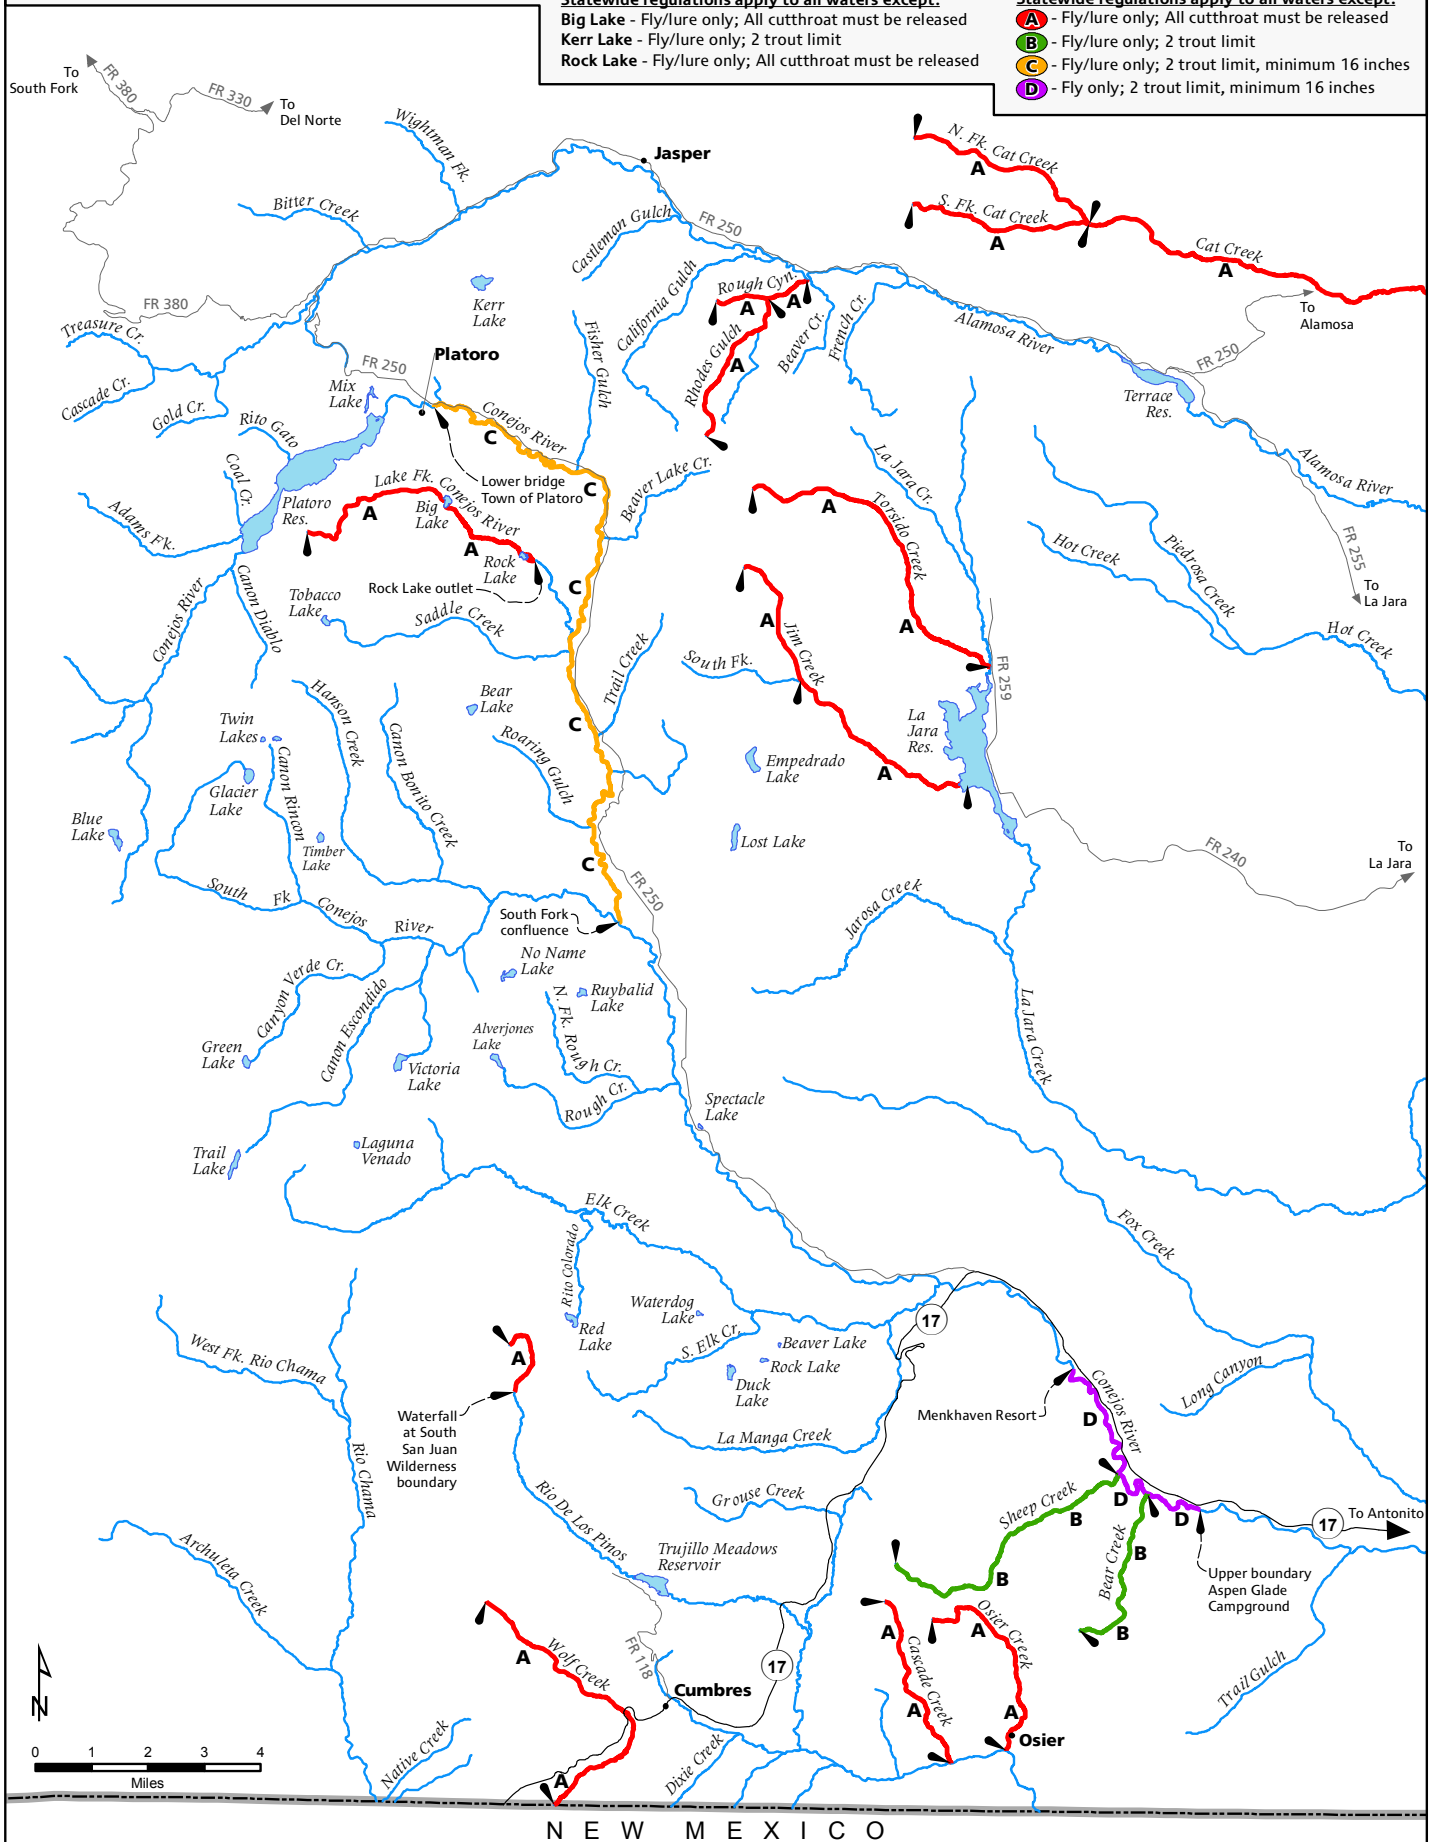 Statewide regulations apply to all waters except:
Big Lake - Fly/lure only; All cutthroat must be released
Kerr Lake - Fly/lure only; 2 trout limit
Rock Lake - Fly/lure only; All cutthroat must be released
Statewide regulations apply to all waters except:
A - Fly/lure only; All cutthroat must be released
B - Fly/lure only; 2 trout limit
C - Fly/lure only; 2 trout limit, minimum 16 inches
D - Fly only; 2 trout limit, minimum 16 inches
To
South Fork
FR 380
FR 330
To
Del Norte
Wightman Fk.
Jasper
N. Fk. Cat Creek
A
S. Fk. Cat Creek
A
Cat Creek
A
Bitter Creek
Castleman Gulch
FR 250
California Gulch
Rough Cyn.
A
A
Rhodes Gulch
A
Beaver Cr.
French Cr.
Alamosa River
To
Alamosa
FR 250
Terrace
Res.
Alamosa River
FR 380
Kerr
Lake
Treasure Cr.
Cascade Cr.
Gold Cr.
FR 250
Platoro
Mix
Lake
Fisher Gulch
Conejos River
C
C
Lower bridge
Town of Platoro
Rito Gato
Coal Cr.
Platoro
Res.
Adams Fk.
Lake Fk. Conejos River
A
Big
Lake
A
Rock
Lake
Rock Lake outlet
Beaver Lake Cr.
C
La Jara Cr.
Torsido Creek
A
A
Hot Creek
Piedrosa Creek
FR 255
To
La Jara
Hot Creek
Conejos River
Canon Diablo
Tobacco
Lake
Saddle Creek
Trail Creek
South Fk.
Jim Creek
A
A
FR 259
La
Jara
Res.
Hanson Creek
Canon Bonito Creek
Bear
Lake
Roaring Gulch
C
Twin
Lakes
Canon Rincon
Glacier
Lake
Timber
Lake
Blue
Lake
Empedrado
Lake
Lost Lake
FR 240
To
La Jara
C
FR 250
South Fk Conejos River
South Fork
confluence
Jarosa Creek
No Name
Lake
Ruybalid
Lake
Canyon Verde Cr.
Canon Escondido
Green
Lake
Victoria
Lake
Alverjones
Lake
N. Fk. Rough Cr.
Rough Cr.
La Jara Creek
Spectacle
Lake
Trail
Lake
Laguna
Venado
Elk Creek
Fox Creek
Rito Colorado
Red
Lake
Waterdog
Lake
S. Elk Cr.
Beaver Lake
Rock Lake
Duck
Lake
17
West Fk. Rio Chama
A
Waterfall
at South
San Juan
Wilderness
boundary
La Manga Creek
Menkhaven Resort
Conejos River
D
Long Canyon
Rio Chama
Rio De Los Pinos
Grouse Creek
Sheep Creek
B
D
D
17
To Antonito
Archuleta Creek
Trujillo Meadows
Reservoir
B
Bear Creek
B
B
Upper boundary
Aspen Glade
Campground
A
Wolf Creek
FR 118
17
Cumbres
A
Cascade Creek
A
A
Osier Creek
A
Osier
Trail Gulch
N
0 1 2 3 4
Miles
Native Creek
A
Dixie Creek
NEW MEXICO